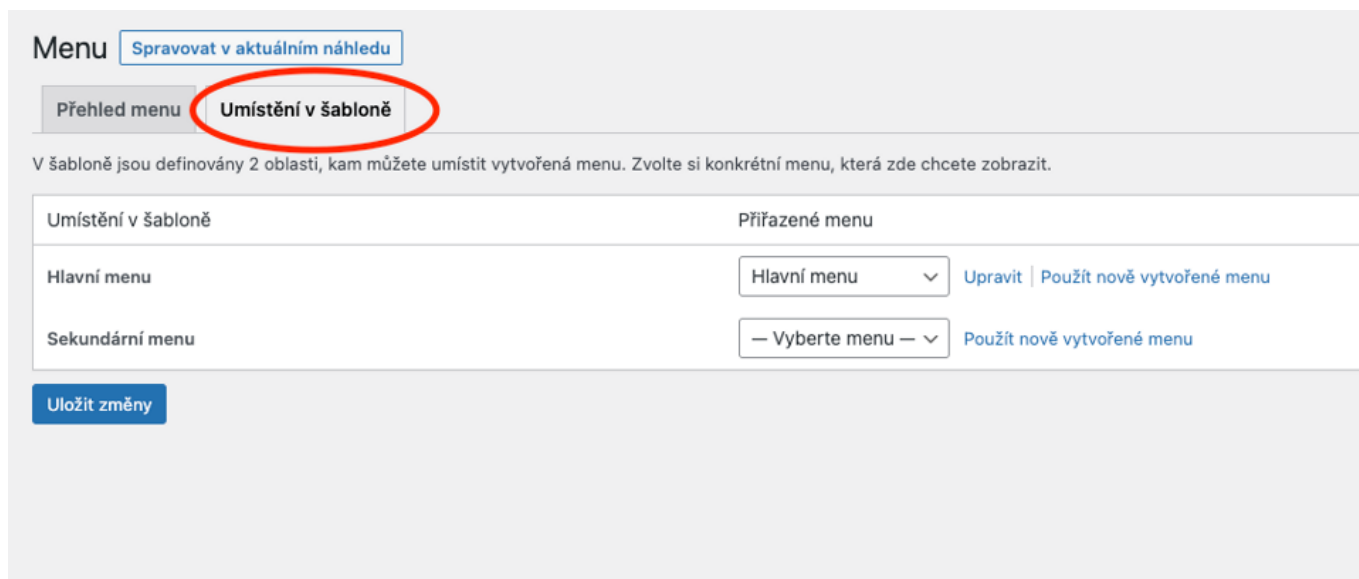 Menu Spravovat v aktuálním náhledu
Přehled menu Umístění v šabloně
V šabloně jsou definovány 2 oblasti, kam můžete umístit vytvořená menu. Zvolte si konkrétní menu, která zde chcete zobrazit.
Umístění v šabloně Přiřazené menu
Hlavní menu Hlavní menu Upravit | Použít nově vytvořené menu
Sekundární menu — Vyberte menu — Použít nově vytvořené menu
Uložit změny